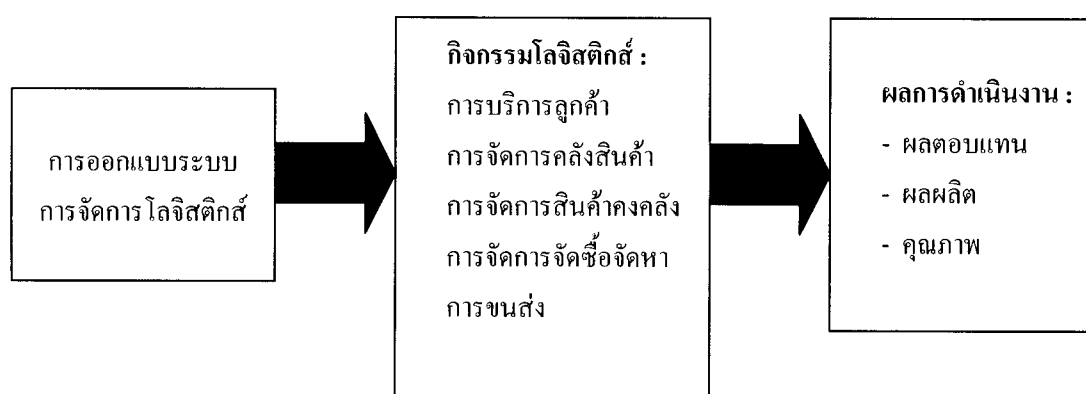 การออกแบบระบบ
การจัดการโลจิสติกส์
กิจกรรมโลจิสติกส์ :
การบริการลูกค้า
การจัดการคลังสินค้า
การจัดการสินค้าคงคลัง
การจัดการจัดซื้อจัดหา
การขนส่ง
ผลการดำเนินงาน :
- ผลตอบแทน
- ผลผลิต
- คุณภาพ